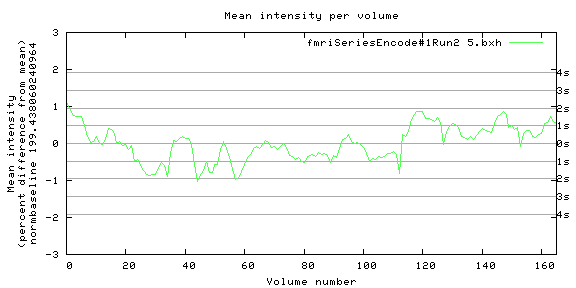 Mean intensity per volume
fmriSeriesEncode#1Run2 5.bxh
3
2
1
0
-1
-2
-3
4s
3s
2s
1s
0s
1s
2s
3s
4s
0 20 40 60 80 100 120 140 160
Volume number
Mean intensity
(percent difference from mean)
normbaseline 199.438060240964